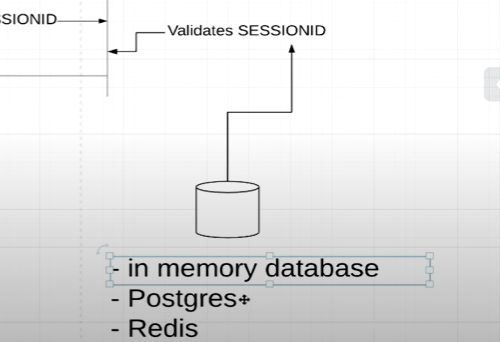 SSIONID
Validates SESSIONID
- in memory database
- Postgres
- Redis